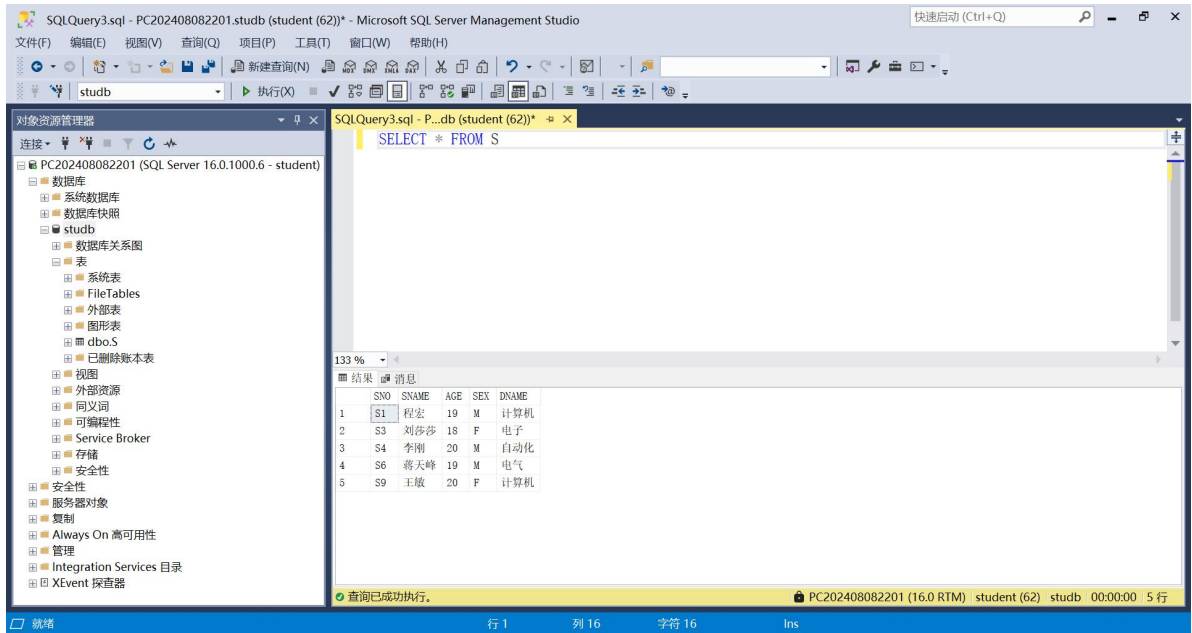 SQLQuery3.sql - PC202408082201.studb (student (62))* - Microsoft SQL Server Management Studio
快速启动 (Ctrl+Q)
文件(F) 编辑(E) 视图(V) 查询(Q) 项目(P) 工具(T) 窗口(W) 帮助(H)
新建查询(N) MDX DMX XMLA DAX
studb 执行(X)
对象资源管理器
连接
PC202408082201 (SQL Server 16.0.1000.6 - student)
数据库
系统数据库
数据库快照
studb
数据库关系图
表
系统表
FileTables
外部表
图形表
dbo.S
已删除账本表
视图
外部资源
同义词
可编程性
Service Broker
存储
安全性
安全性
服务器对象
复制
Always On 高可用性
管理
Integration Services 目录
XEvent 探查器
SQLQuery3.sql - P...db (student (62))*
SELECT * FROM S
133 %
结果 消息
SNO SNAME AGE SEX DNAME
1 S1 程宏 19 M 计算机
2 S3 刘莎莎 18 F 电子
3 S4 李刚 20 M 自动化
4 S6 蒋天峰 19 M 电气
5 S9 王敏 20 F 计算机
查询已成功执行。 PC202408082201 (16.0 RTM) student (62) studb 00:00:00 5 行
就绪 行 1 列 16 字符 16 Ins